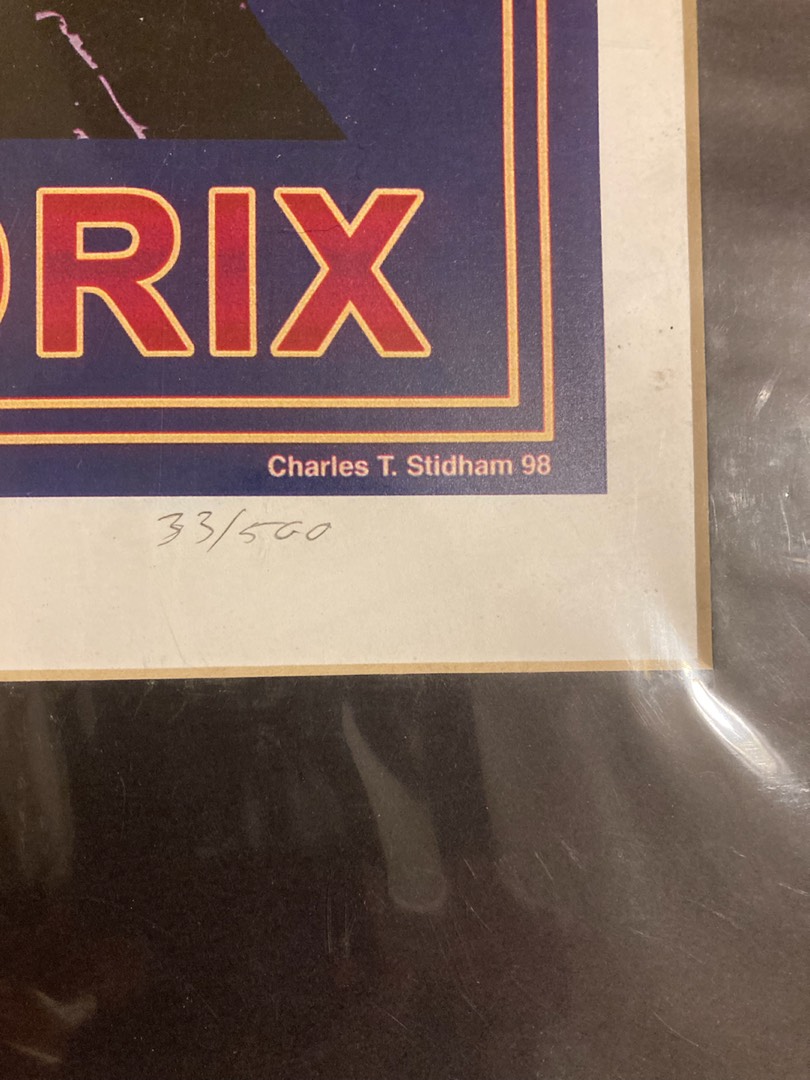 DRIX
Charles T. Stidham 98
33/500